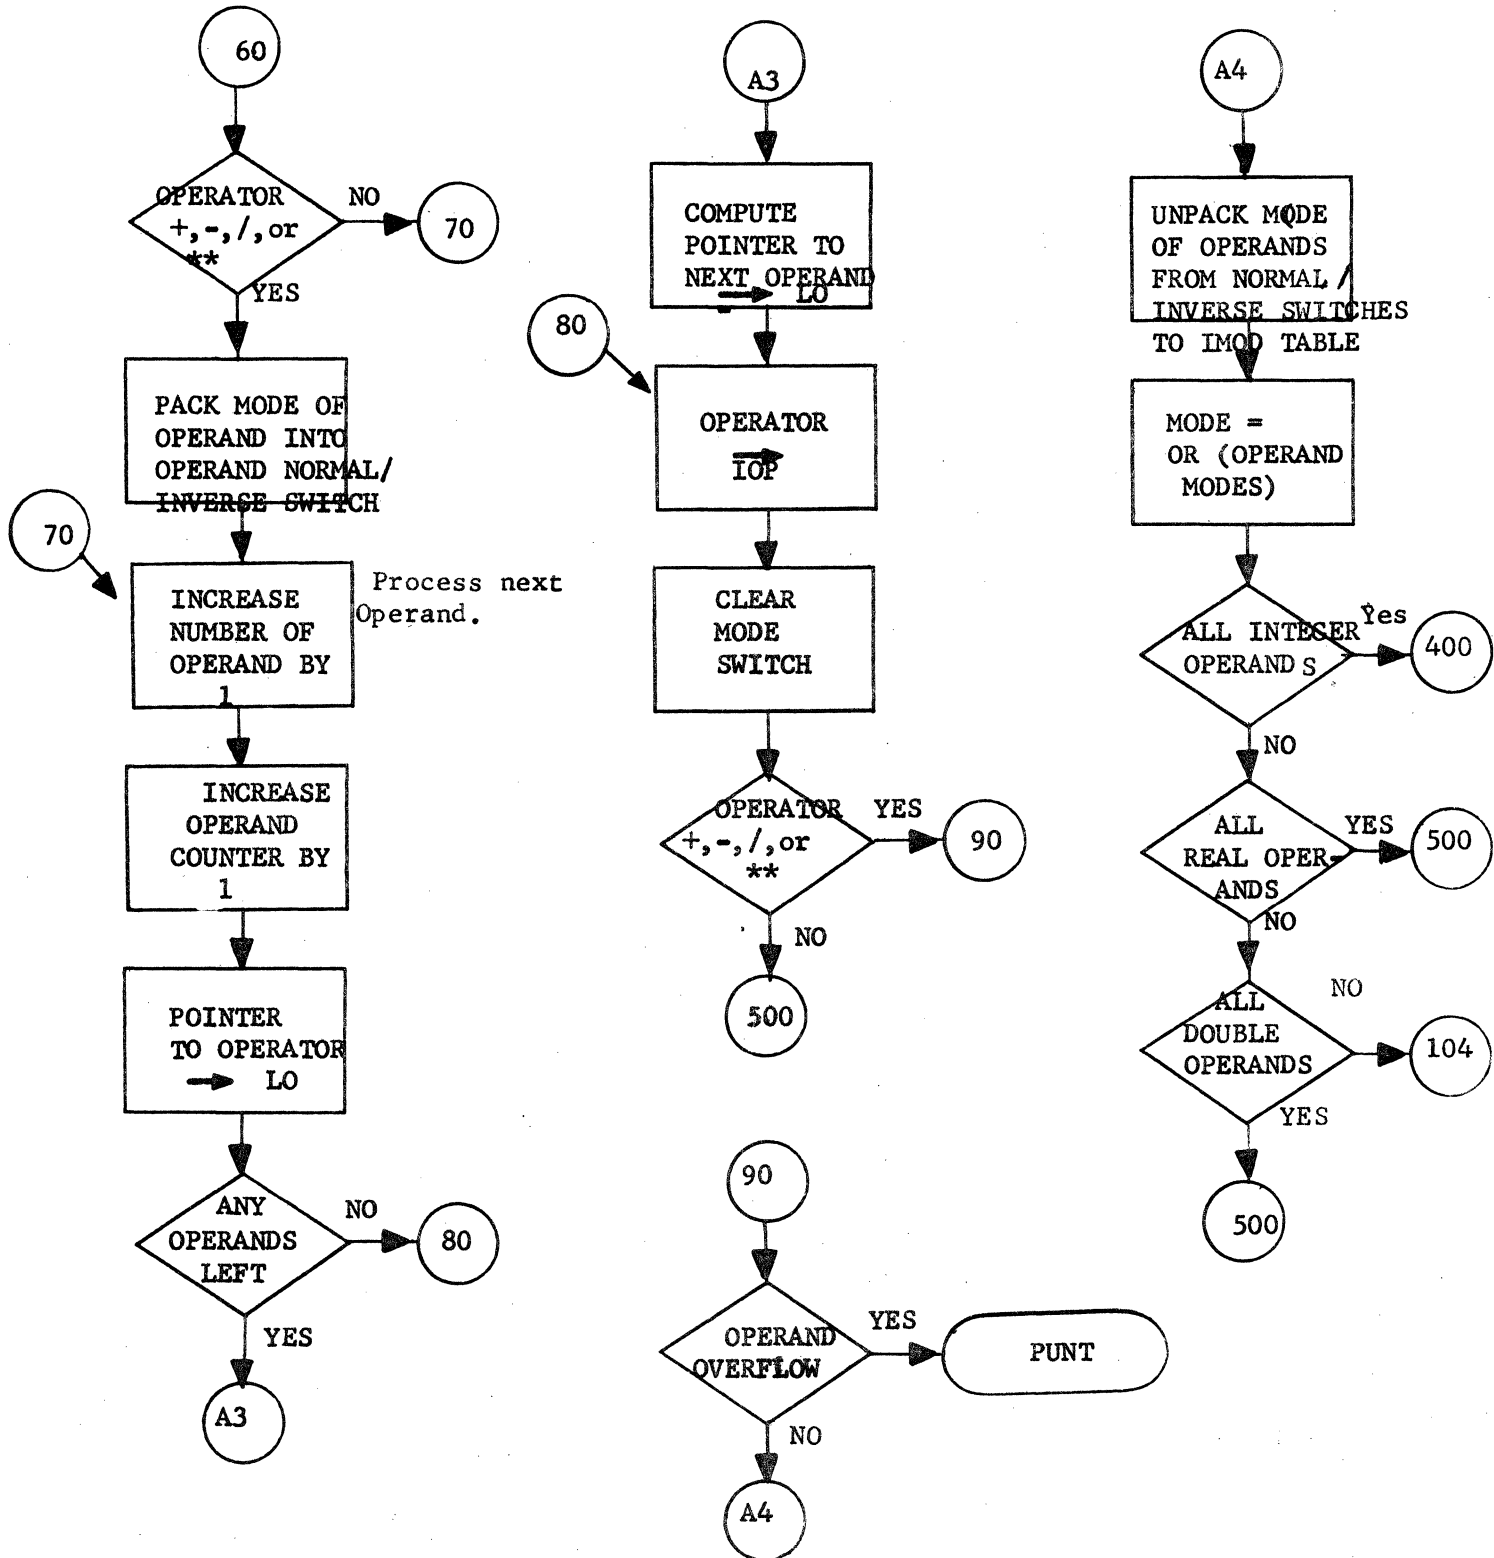 60
OPERATOR
+,-,/,or
**
NO
70
YES
PACK MODE OF
OPERAND INTO
OPERAND NORMAL/
INVERSE SWITCH
70
INCREASE
NUMBER OF
OPERAND BY
1
Process next
Operand.
INCREASE
OPERAND
COUNTER BY
1
POINTER
TO OPERATOR
→ LO
ANY
OPERANDS
LEFT
NO
80
YES
A3
A3
COMPUTE
POINTER TO
NEXT OPERAND
→ LO
80
OPERATOR
→
IOP
CLEAR
MODE
SWITCH
OPERATOR
+,-,/,or
**
YES
90
NO
500
90
OPERAND
OVERFLOW
YES
PUNT
NO
A4
A4
UNPACK MODE
OF OPERANDS
FROM NORMAL/
INVERSE SWITCHES
TO IMOD TABLE
MODE =
OR (OPERAND
MODES)
ALL INTEGER
OPERANDS
Yes
400
NO
ALL
REAL OPER-
ANDS
YES
500
NO
ALL
DOUBLE
OPERANDS
NO
104
YES
500